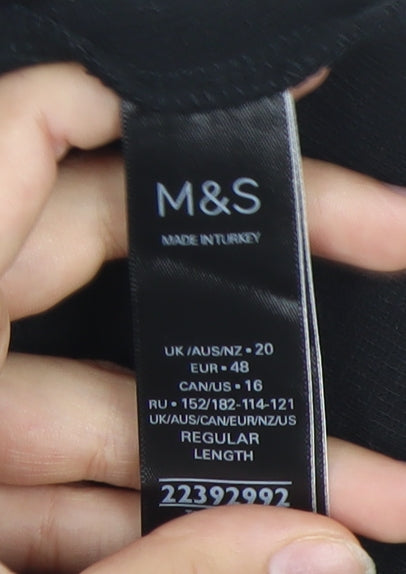 M&S
MADE IN TURKEY
UK/AUS/NZ • 20
EUR • 48
CAN/US • 16
RU • 152/182-114-121
UK/AUS/CAN/EUR/NZ/US
REGULAR
LENGTH
22392992